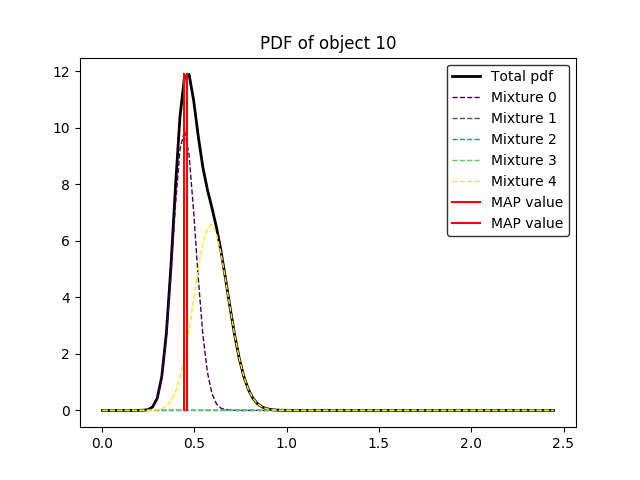 PDF of object 10
12
10
8
6
4
2
0
0.0 0.5 1.0 1.5 2.0 2.5
Total pdf
Mixture 0
Mixture 1
Mixture 2
Mixture 3
Mixture 4
MAP value
MAP value